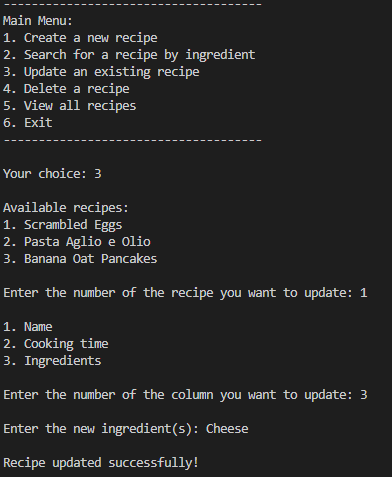 -------------------------------------
Main Menu:
1. Create a new recipe
2. Search for a recipe by ingredient
3. Update an existing recipe
4. Delete a recipe
5. View all recipes
6. Exit
-------------------------------------
Your choice: 3
Available recipes:
1. Scrambled Eggs
2. Pasta Aglio e Olio
3. Banana Oat Pancakes
Enter the number of the recipe you want to update: 1
1. Name
2. Cooking time
3. Ingredients
Enter the number of the column you want to update: 3
Enter the new ingredient(s): Cheese
Recipe updated successfully!